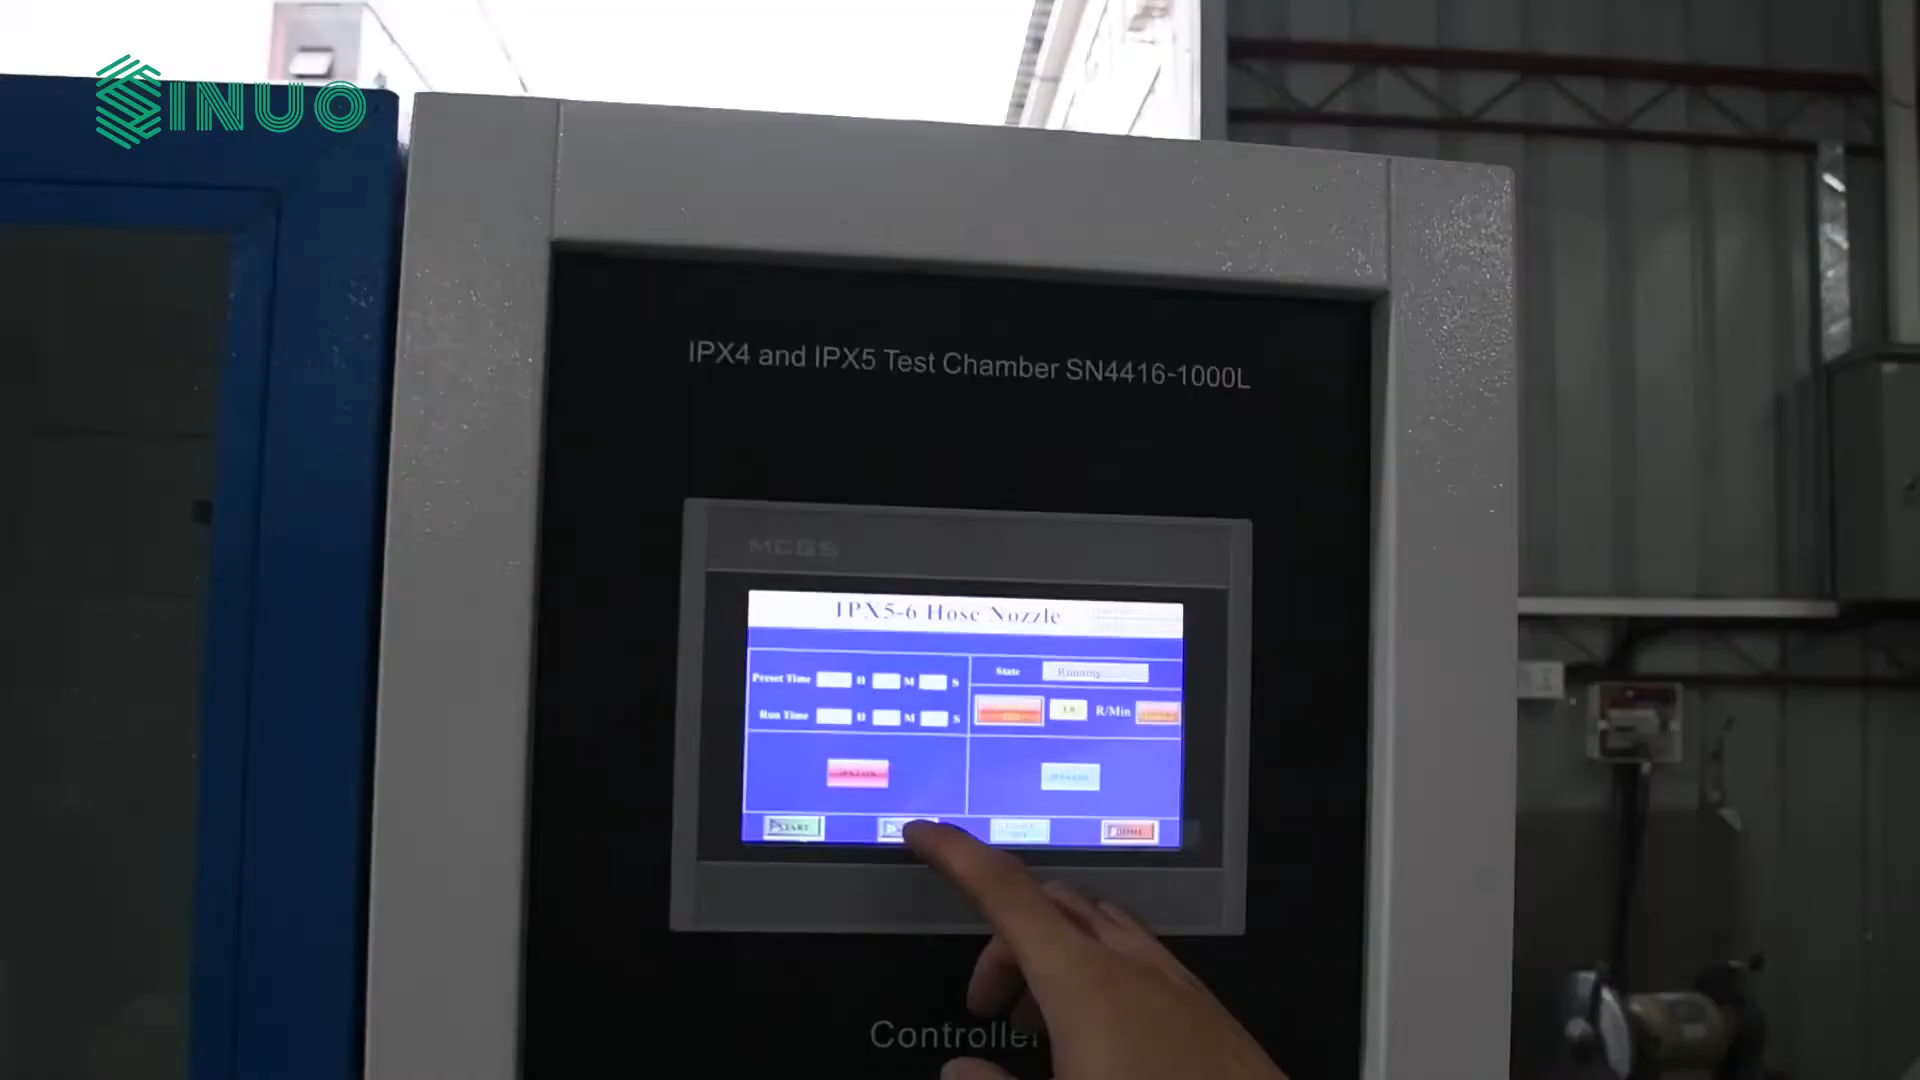 SINUO
IPX4 and IPX5 Test Chamber SN4416-1000L
MCGS
IPX5-6 Hose Nozzle
State Running
Preset Time H M S
R/Min
Run Time H M S
START
Controller